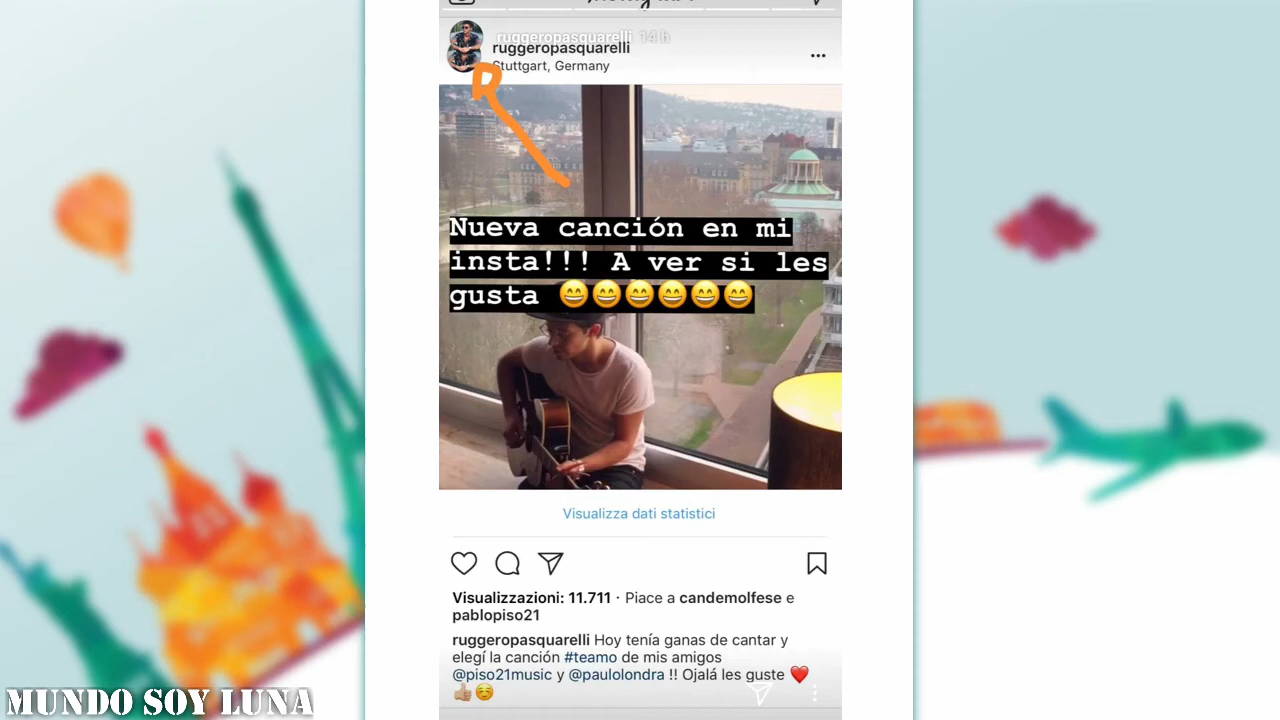 ruggeropasquarelli 14 h
ruggeropasquarelli
Stuttgart, Germany
Nueva canción en mi
insta!!! A ver si les
gusta 😄😄😄😄😄😄
Visualizza dati statistici
Visualizzazioni: 11.711 · Piace a candemolfese e
pablopiso21
ruggeropasquarelli Hoy tenía ganas de cantar y
elegí la canción #teamo de mis amigos
@piso21music y @paulolondra !! Ojalá les guste ❤️
👍🏼☺️
MUNDO SOY LUNA